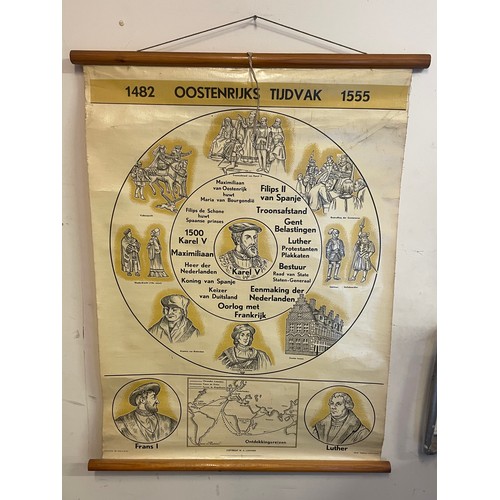 1482 OOSTENRIJKS TIJDVAK 1555
Maximiliaan
van Oostenrijk
huwt
Maria van Bourgondië
Filips de Schone
huwt
Spaanse prinses
1500
Karel V
Maximiliaan
Heer der
Nederlanden
Koning van Spanje
Keizer
van Duitsland
Oorlog met
Frankrijk
Filips II
van Spanje
Troonsafstand
Gent
Belastingen
Luther
Protestanten
Plakkaten
Bestuur
Raad van State
Staten-Generaal
Eenmaking der
Nederlanden
Karel V
Frans I
Ontdekkingsreizen
Luther